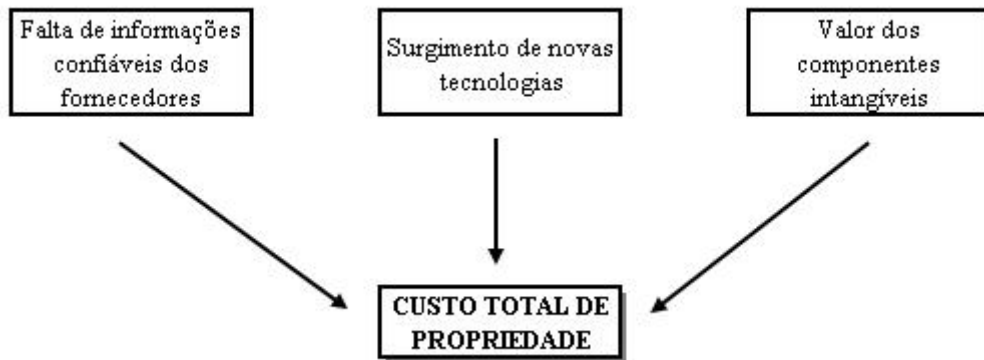 Falta de informações
confiáveis dos
fornecedores
Surgimento de novas
tecnologias
Valor dos
componentes
intangíveis
CUSTO TOTAL DE
PROPRIEDADE